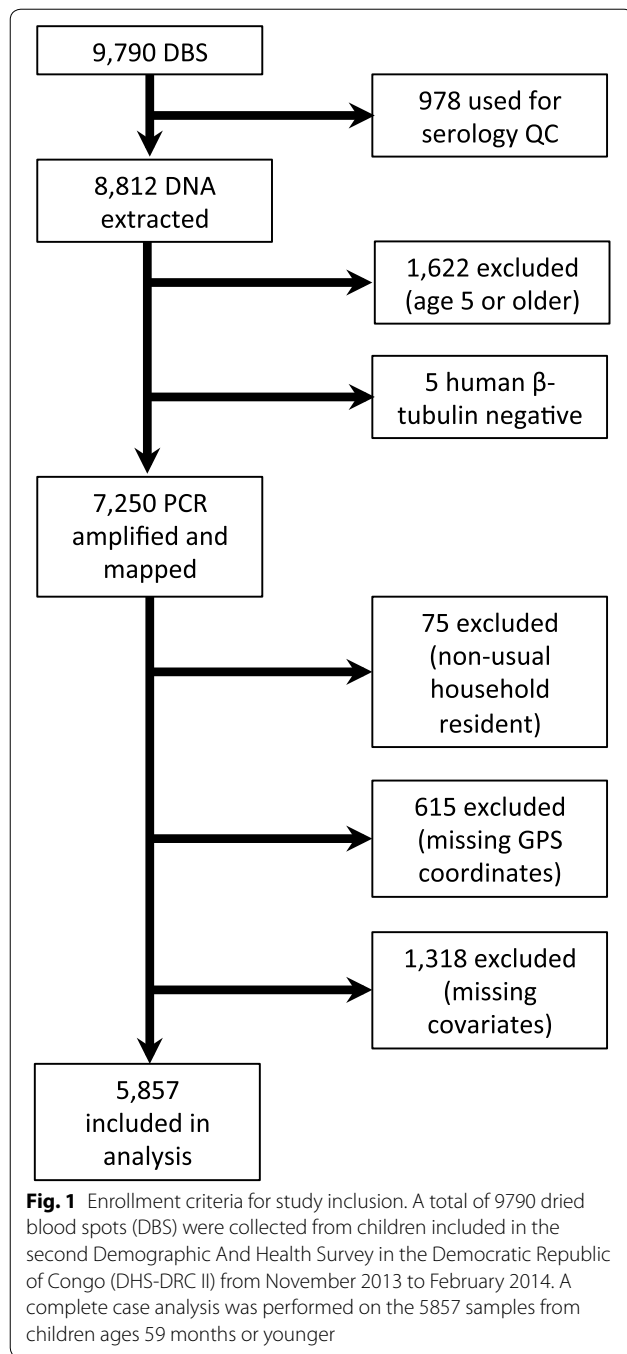 9,790 DBS
978 used for
serology QC
8,812 DNA
extracted
1,622 excluded
(age 5 or older)
5 human β-
tubulin negative
7,250 PCR
amplified and
mapped
75 excluded
(non-usual
household
resident)
615 excluded
(missing GPS
coordinates)
1,318 excluded
(missing
covariates)
5,857
included in
analysis
Fig. 1 Enrollment criteria for study inclusion. A total of 9790 dried
blood spots (DBS) were collected from children included in the
second Demographic And Health Survey in the Democratic Republic
of Congo (DHS-DRC II) from November 2013 to February 2014. A
complete case analysis was performed on the 5857 samples from
children ages 59 months or younger